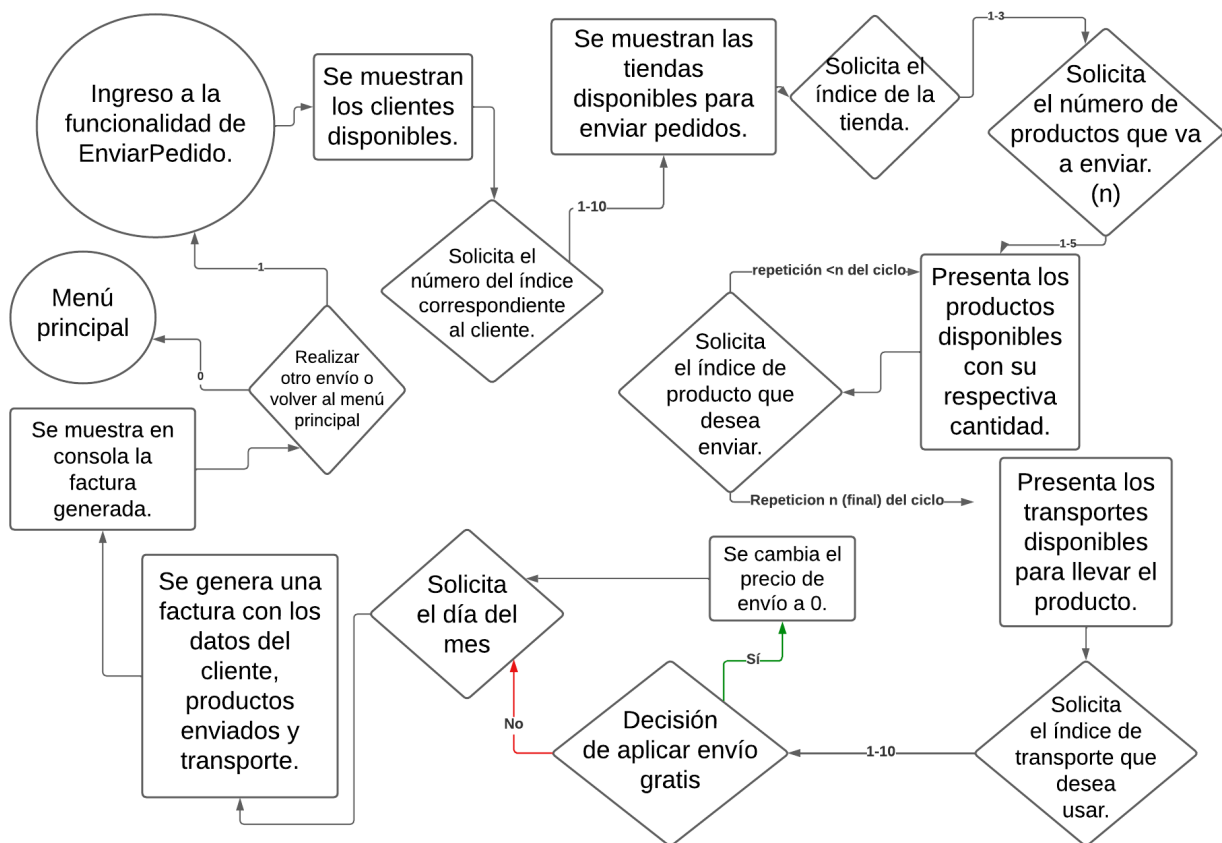 Ingreso a la
funcionalidad de
EnviarPedido.
Se muestran
los clientes
disponibles.
Solicita el
número del índice
correspondiente
al cliente.
1-10
Se muestran las
tiendas
disponibles para
enviar pedidos.
Solicita el
índice de la
tienda.
1-3
Solicita
el número de
productos que va
a enviar.
(n)
1-5
Presenta los
productos
disponibles
con su
respectiva
cantidad.
repetición <n del ciclo
Solicita
el índice de
producto que
desea
enviar.
Repeticion n (final) del ciclo
Presenta los
transportes
disponibles
para llevar el
producto.
Solicita
el índice de
transporte que
desea
usar.
1-10
Decisión
de aplicar envío
gratis
Sí
Se cambia el
precio de
envío a 0.
No
Solicita
el día del
mes
Se genera una
factura con los
datos del
cliente,
productos
enviados y
transporte.
Se muestra en
consola la
factura
generada.
Realizar
otro envío o
volver al menú
principal
1
0
Menú
principal